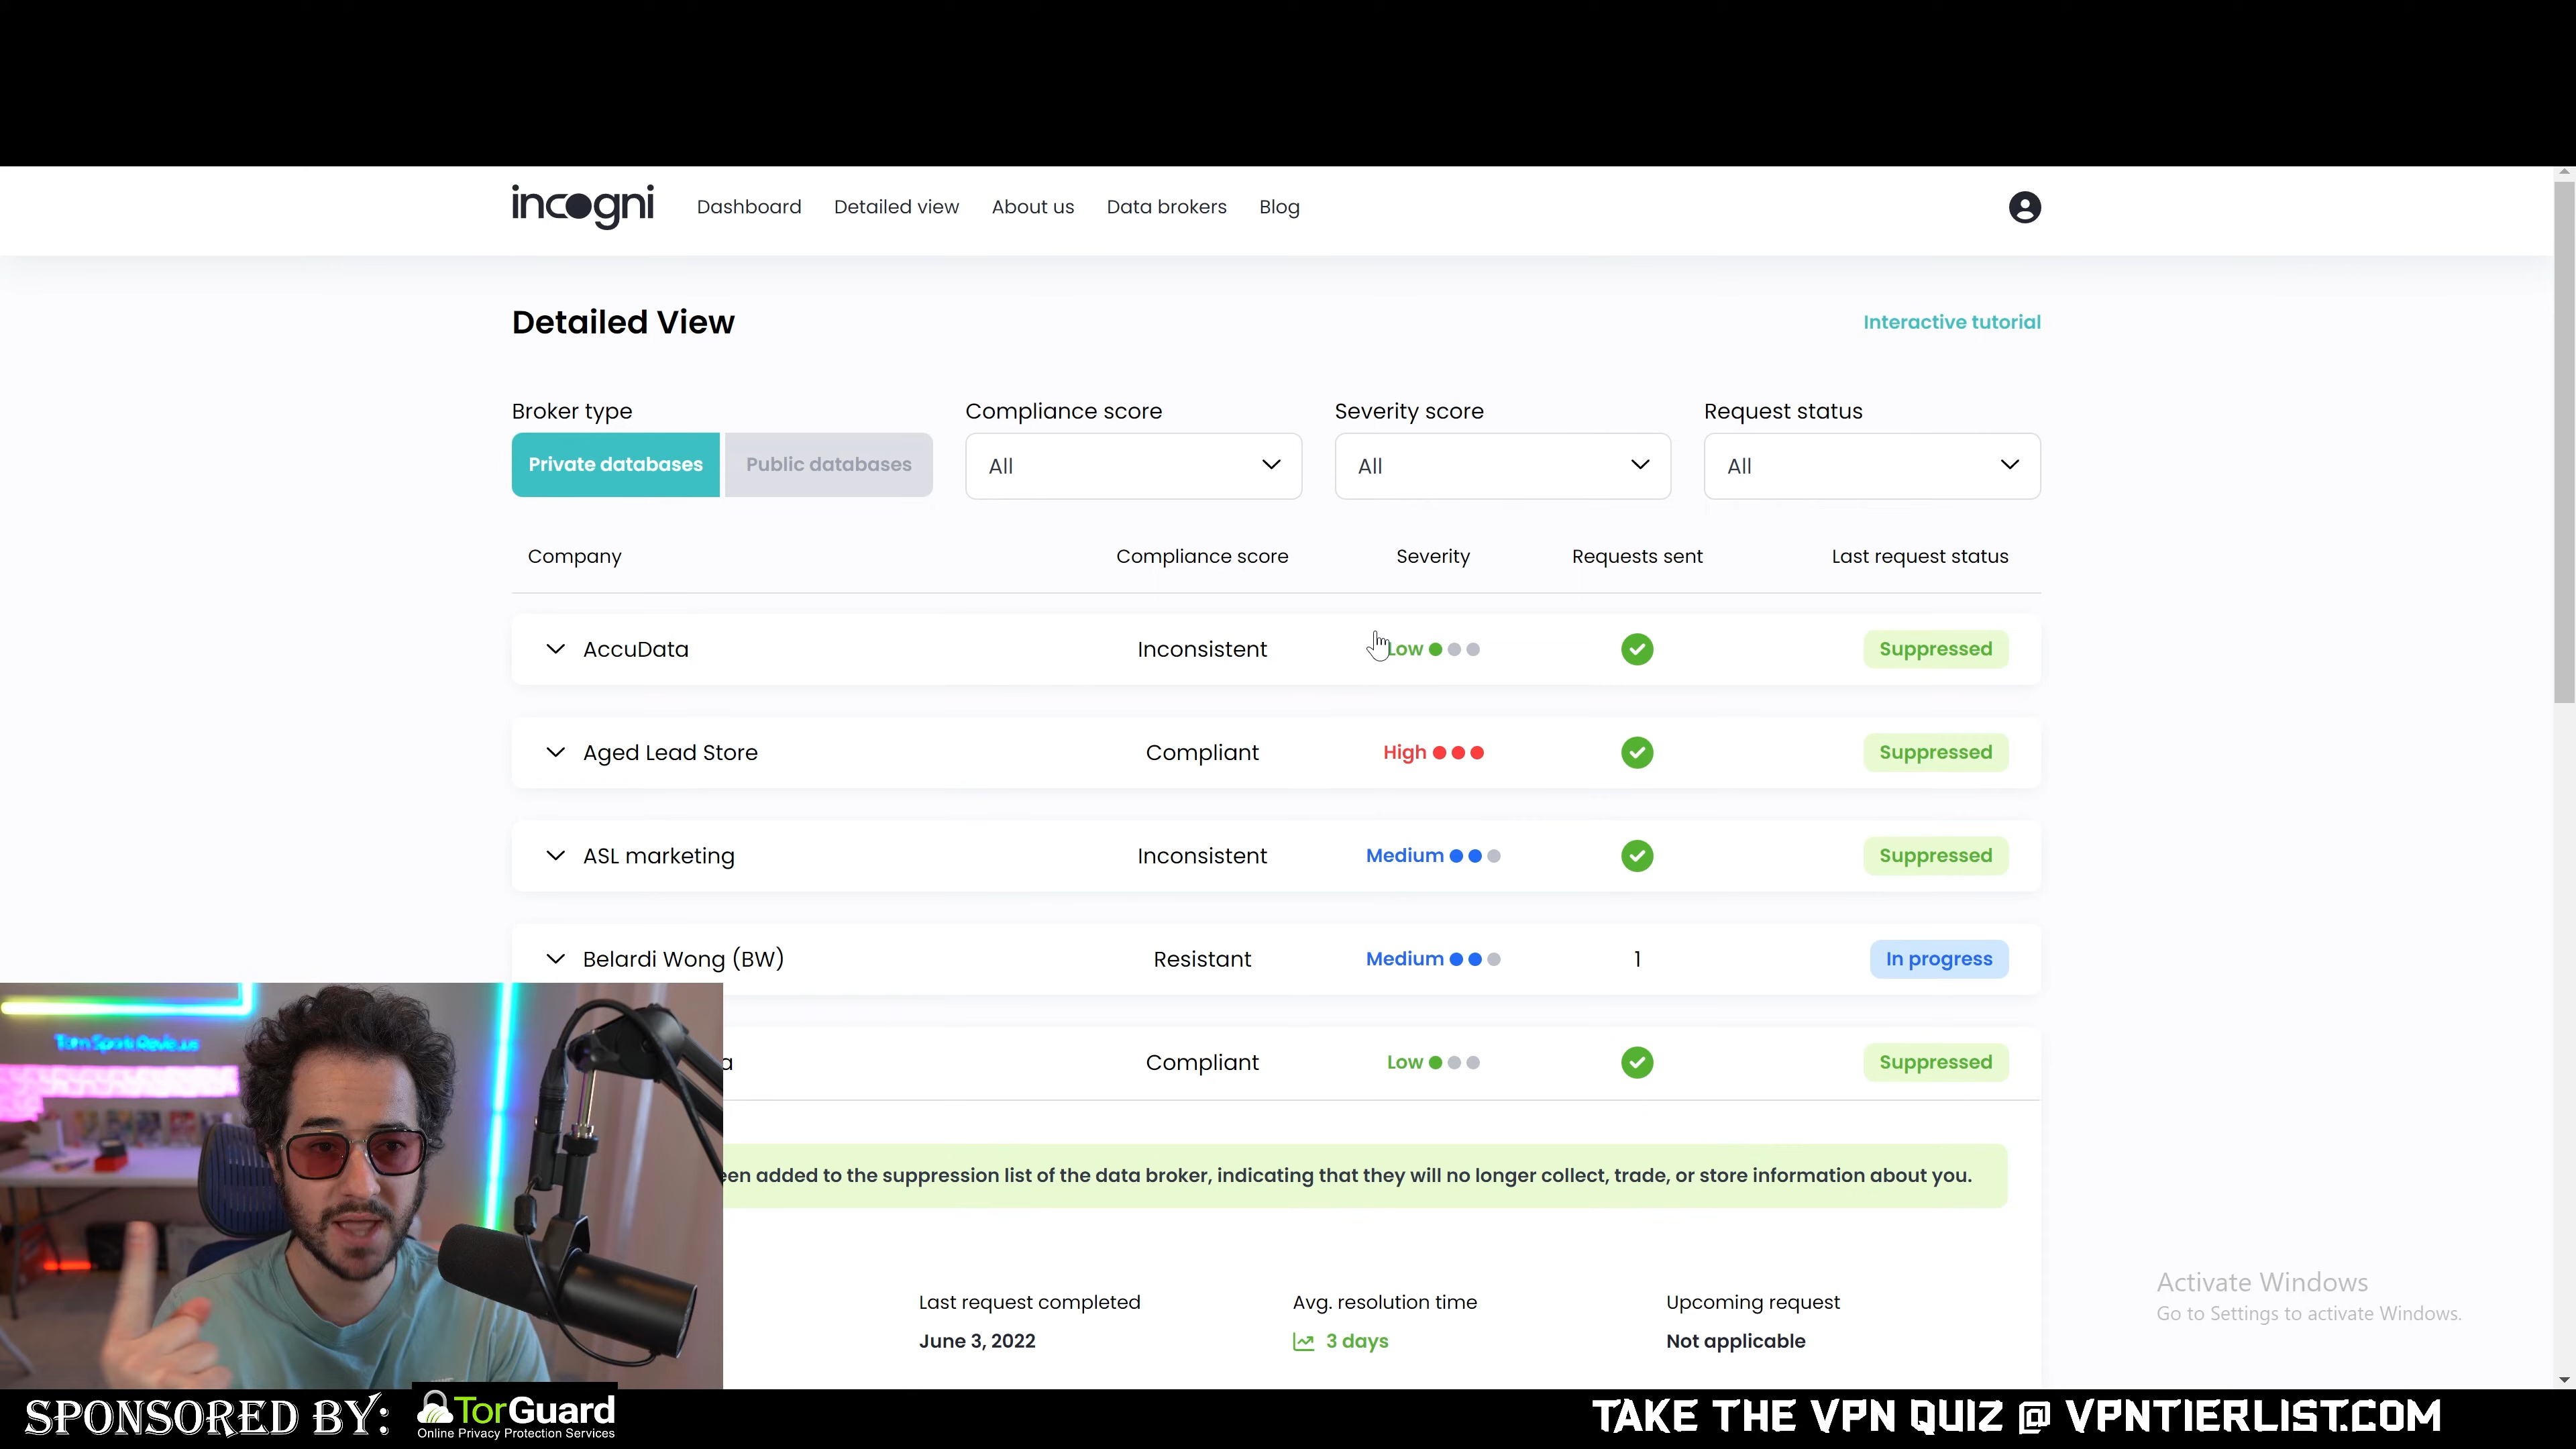 incogni Dashboard Detailed view About us Data brokers Blog
Detailed View Interactive tutorial
Broker type Compliance score Severity score Request status
Private databases Public databases All All All
Company Compliance score Severity Requests sent Last request status
AccuData Inconsistent Low Suppressed
Aged Lead Store Compliant High Suppressed
ASL marketing Inconsistent Medium Suppressed
Belardi Wong (BW) Resistant Medium 1 In progress
a Compliant Low Suppressed
een added to the suppression list of the data broker, indicating that they will no longer collect, trade, or store information about you.
Last request completed Avg. resolution time Upcoming request
June 3, 2022 3 days Not applicable
Activate Windows
Go to Settings to activate Windows.
Tom Spark Reviews
SPONSORED BY: TorGuard
Online Privacy Protection Services
TAKE THE VPN QUIZ @ VPNTIERLIST.COM